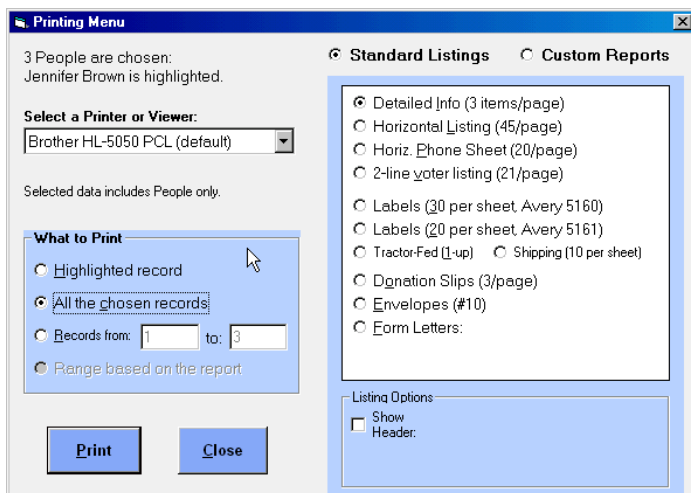 Printing Menu
3 People are chosen:
Jennifer Brown is highlighted.
Select a Printer or Viewer:
Brother HL-5050 PCL (default)
Selected data includes People only.
What to Print
Highlighted record
All the chosen records
Records from: 1 to: 3
Range based on the report
Print Close
Standard Listings Custom Reports
Detailed Info (3 items/page)
Horizontal Listing (45/page)
Horiz. Phone Sheet (20/page)
2-line voter listing (21/page)
Labels (30 per sheet, Avery 5160)
Labels (20 per sheet, Avery 5161)
Tractor-Fed (1-up) Shipping (10 per sheet)
Donation Slips (3/page)
Envelopes (#10)
Form Letters:
Listing Options
Show
Header: